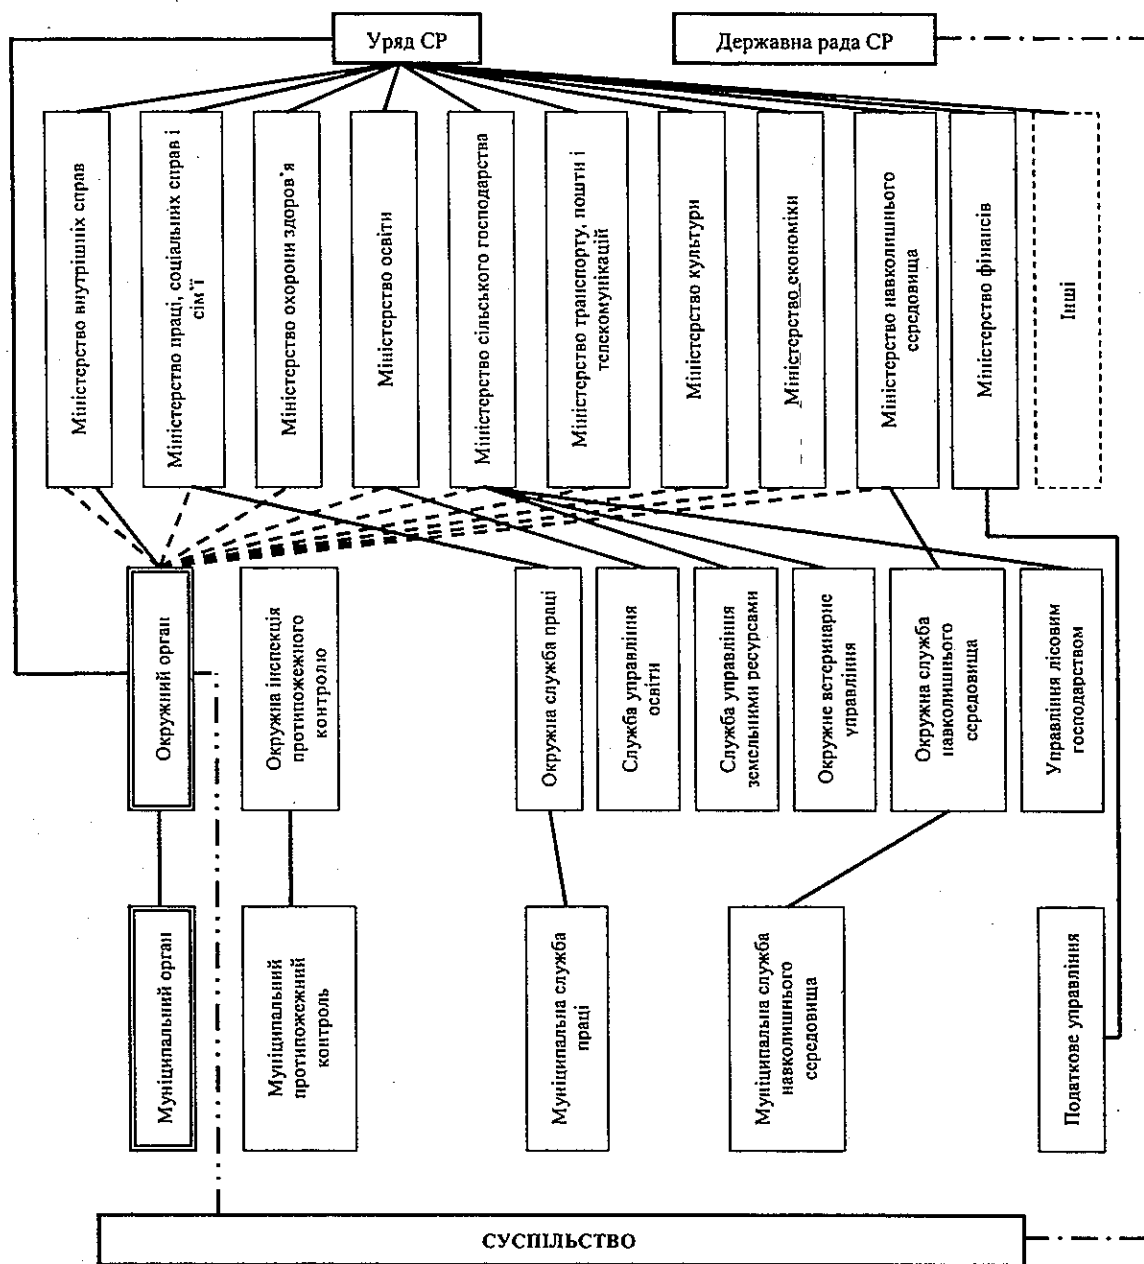 Уряд СР
Державна рада СР
Міністерство внутрішніх справ
Міністерство праці, соціальних справ і
сім'ї
Міністерство охорони здоров'я
Міністерство освіти
Міністерство сільського господарства
Міністерство транспорту, пошти і
телекомунікацій
Міністерство культури
Міністерство економіки
Міністерство навколишнього
середовища
Міністерство фінансів
Інші
Окружний орган
Окружна інспекція
протипожежного
контролю
Окружна служба праці
Служба управління
освіти
Служба управління
земельними ресурсами
Окружне ветеринарне
управління
Окружна служба
навколишнього
середовища
Управління лісовим
господарством
Муніципальний орган
Муніципальний
протипожежний
контроль
Муніципальна служба
праці
Муніципальна служба
навколишнього
середовища
Податкове управління
СУСПІЛЬСТВО